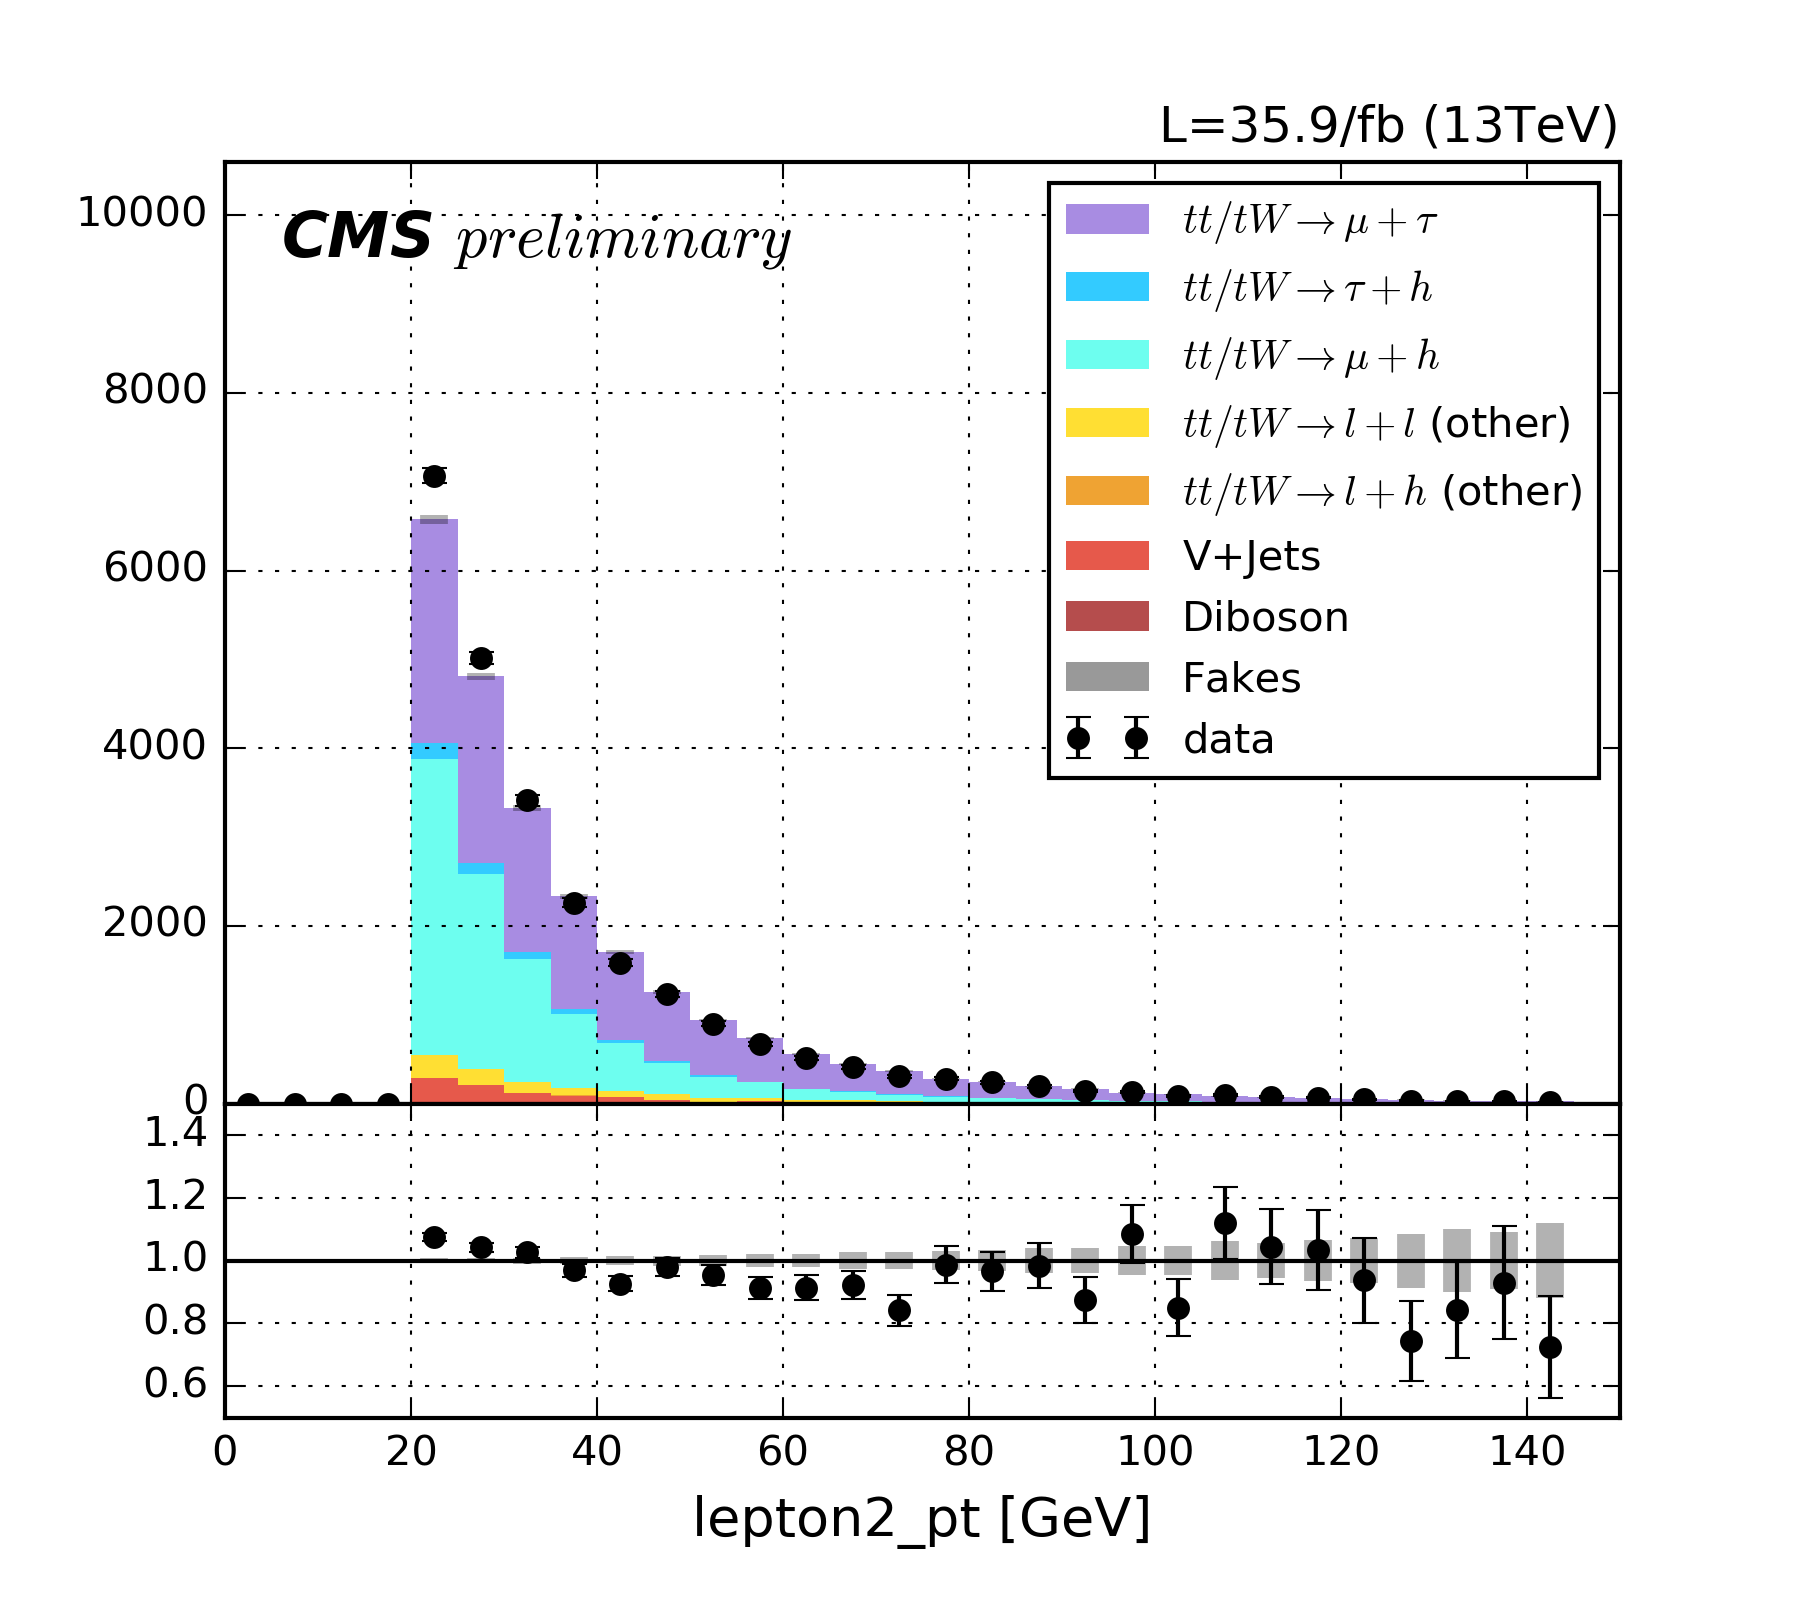 L=35.9/fb (13TeV)
CMS preliminary
10000
8000
6000
4000
2000
0
tt/tW→μ+τ
tt/tW→τ+h
tt/tW→μ+h
tt/tW→l+l (other)
tt/tW→l+h (other)
V+Jets
Diboson
Fakes
data
1.4
1.2
1.0
0.8
0.6
0 20 40 60 80 100 120 140
lepton2_pt [GeV]